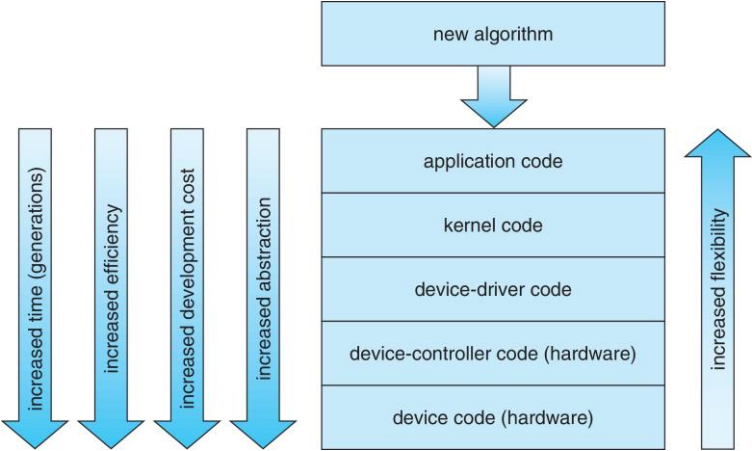 new algorithm
increased time (generations)
increased efficiency
increased development cost
increased abstraction
application code
kernel code
device-driver code
device-controller code (hardware)
device code (hardware)
increased flexibility